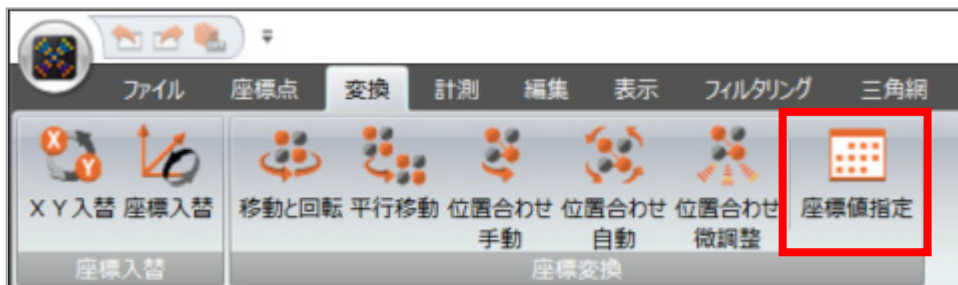 ファイル 座標点 変換 計測 編集 表示 フィルタリング 三角網
X Y
XY入替 座標入替 移動と回転 平行移動 位置合わせ 位置合わせ 位置合わせ 座標値指定
手動 自動 微調整
座標入替 座標変換